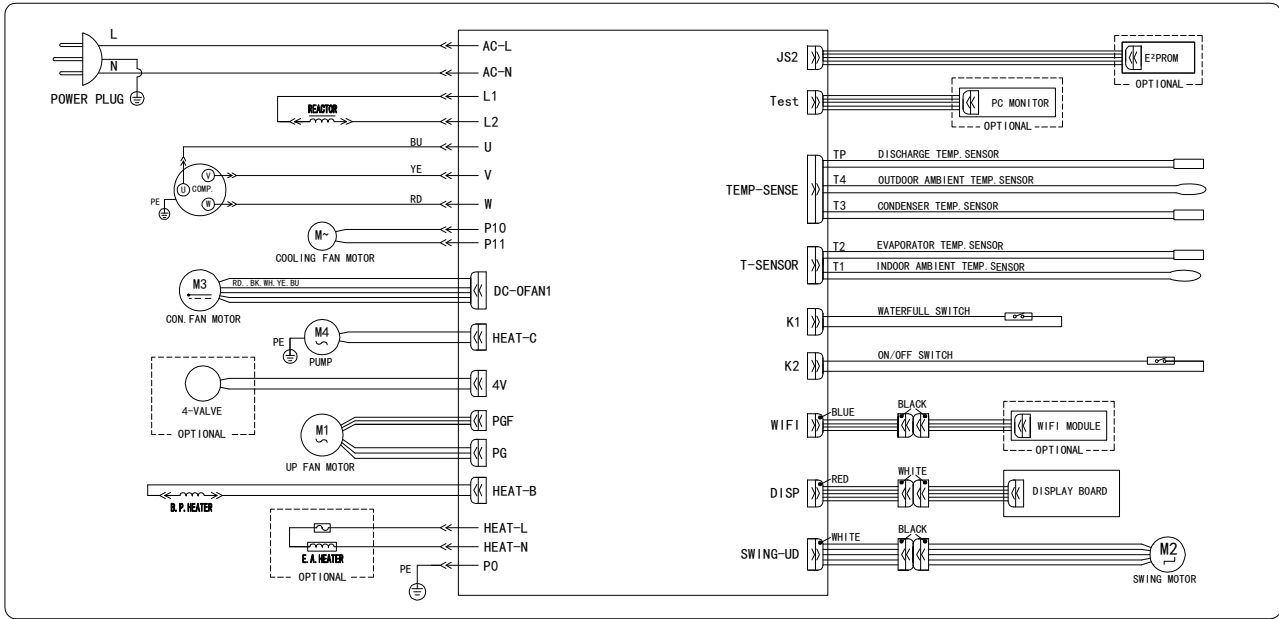 L
N
POWER PLUG
AC-L
AC-N
L1
REACTOR
L2
BU
U
V
U
COMP.
W
PE
YE
V
RD
W
M~
COOLING FAN MOTOR
P10
P11
M3
RD..BK.WH.YE.BU
CON.FAN MOTOR
DC-OFAN1
PE
M4
PUMP
HEAT-C
4-VALVE
OPTIONAL
4V
M1
UP FAN MOTOR
PGF
PG
B.P.HEATER
HEAT-B
E.A.HEATER
OPTIONAL
HEAT-L
HEAT-N
PE
P0
JS2
E²PROM
OPTIONAL
Test
PC MONITOR
OPTIONAL
TEMP-SENSE
TP DISCHARGE TEMP.SENSOR
T4 OUTDOOR AMBIENT TEMP.SENSOR
T3 CONDENSER TEMP.SENSOR
T-SENSOR
T2 EVAPORATOR TEMP.SENSOR
T1 INDOOR AMBIENT TEMP.SENSOR
K1
WATERFULL SWITCH
K2
ON/OFF SWITCH
WIFI
BLUE
BLACK
WIFI MODULE
OPTIONAL
DISP
RED
WHITE
DISPLAY BOARD
SWING-UD
WHITE
BLACK
M2
SWING MOTOR